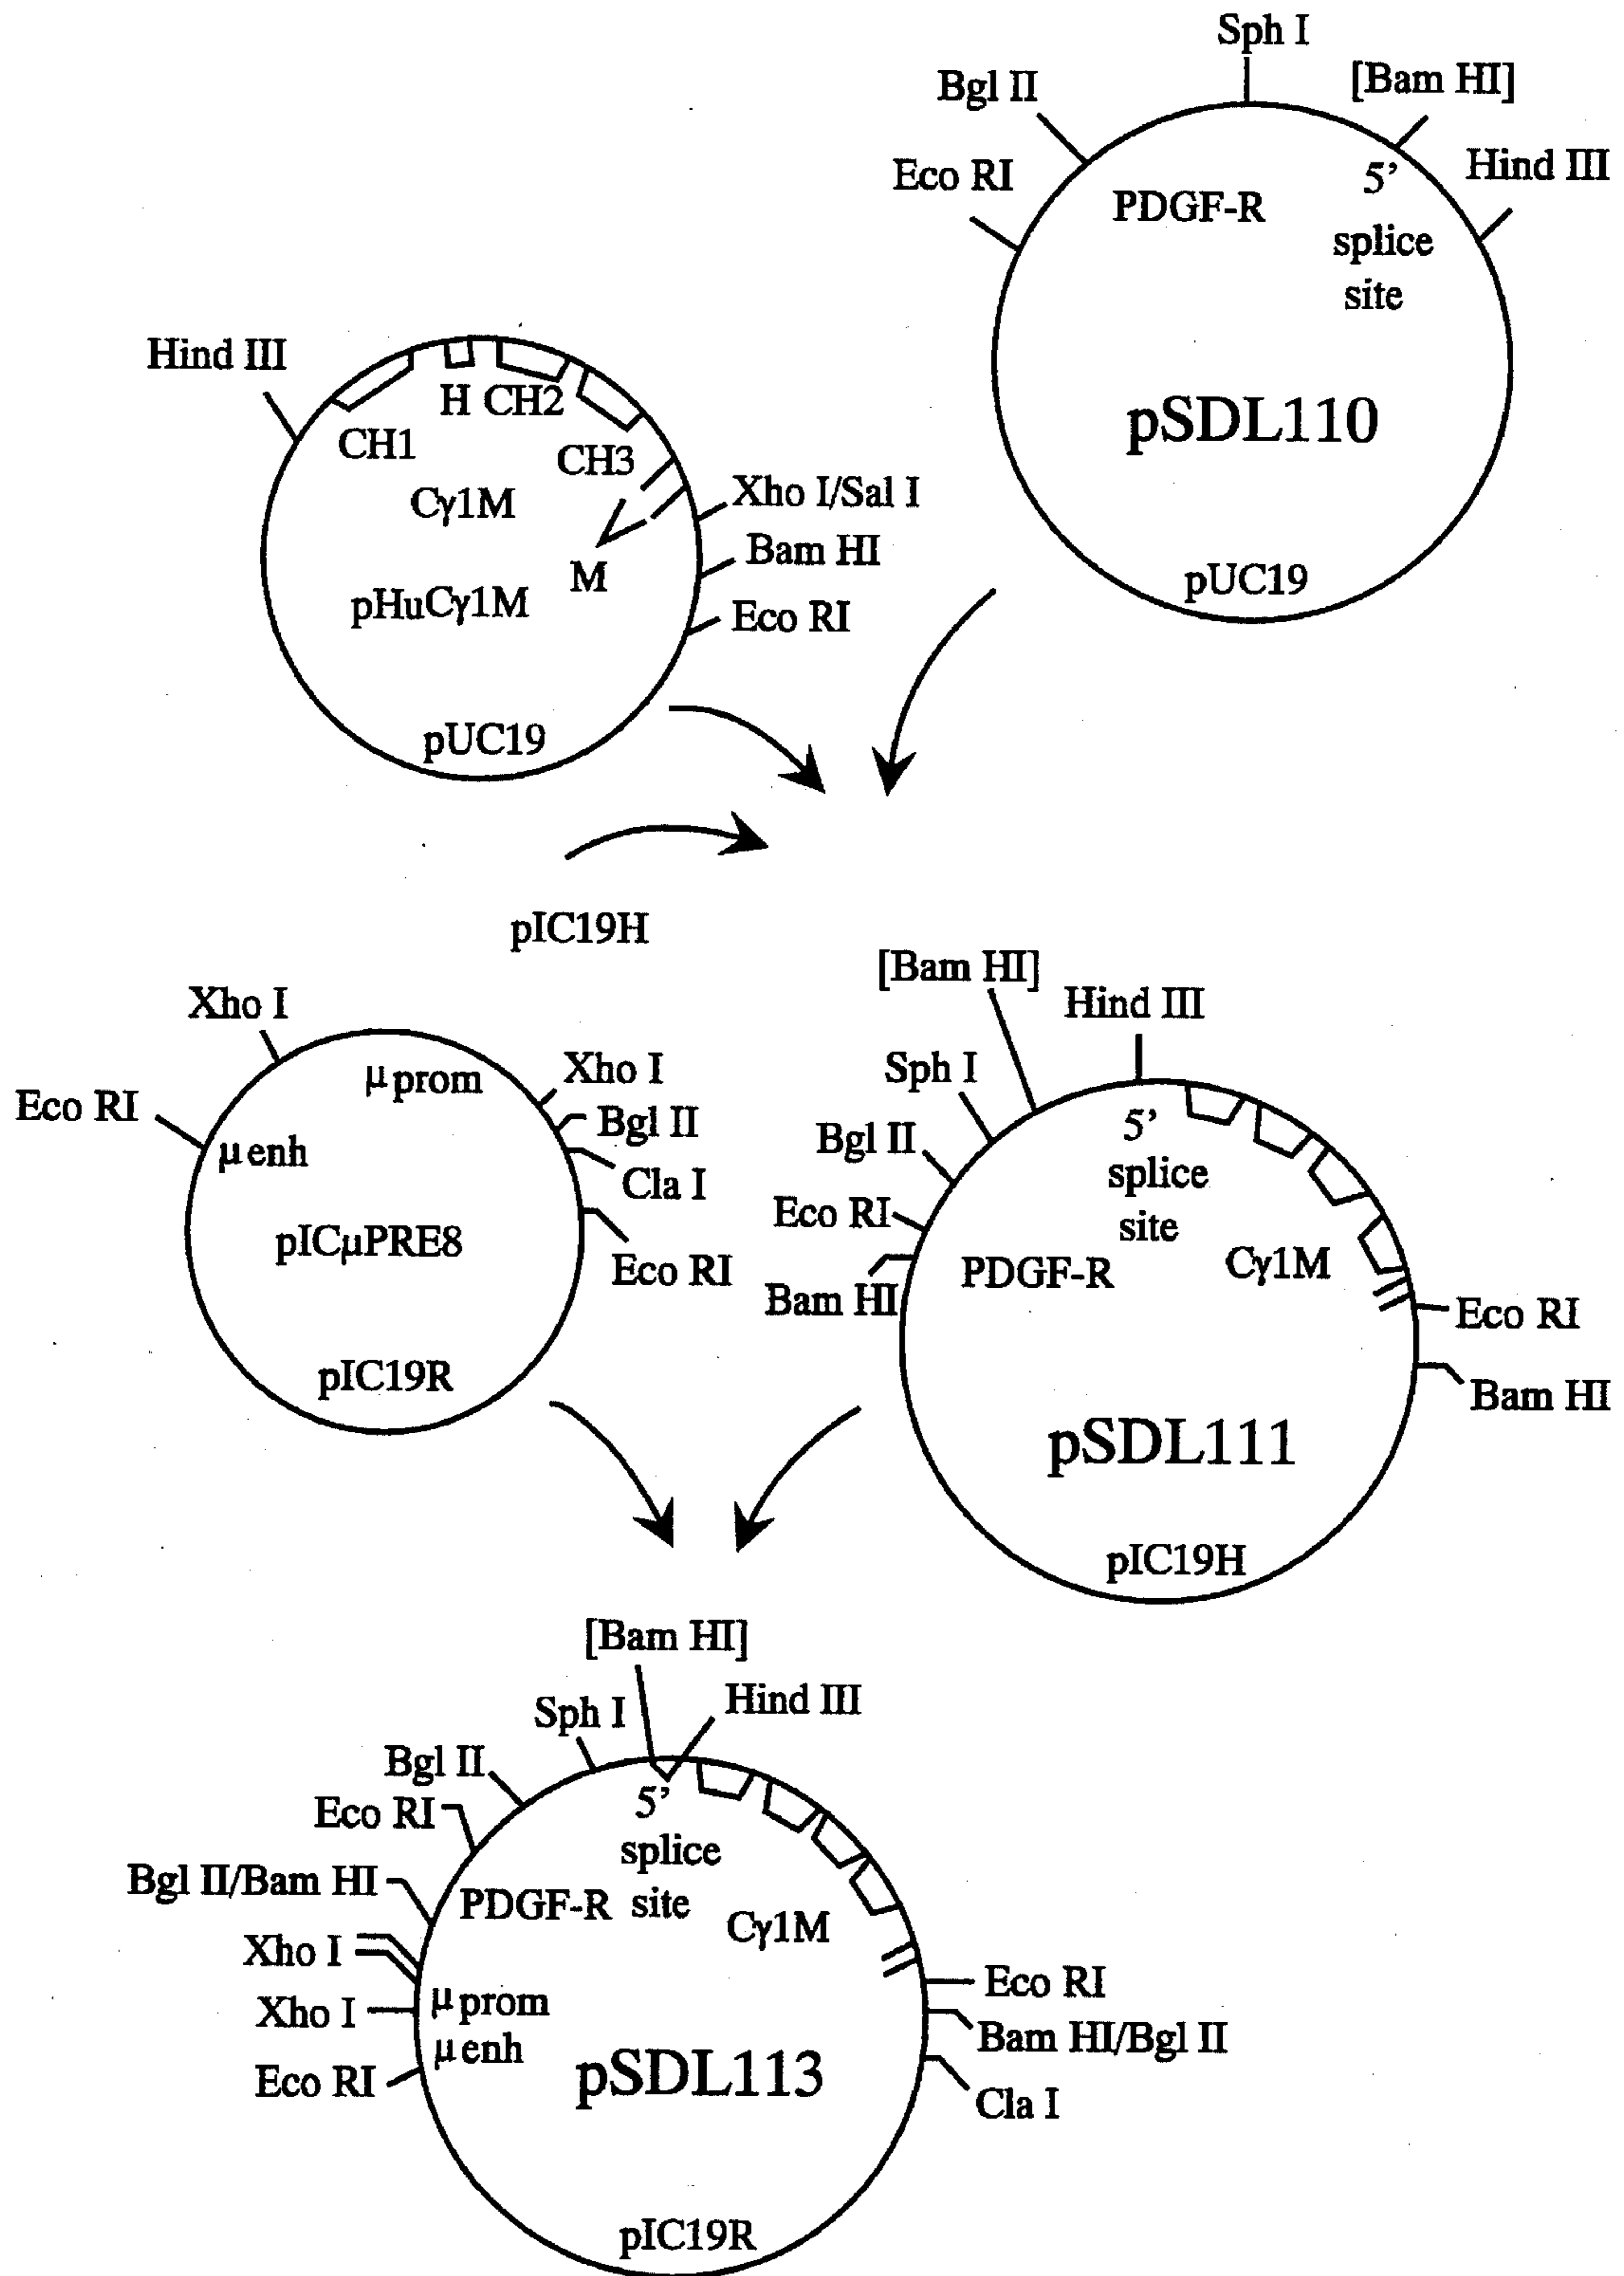 Sph I
Bgl II
[Bam HI]
Eco RI
Hind III
PDGF-R
5’
splice
site
pSDL110
pUC19
Hind III
CH1
H CH2
CH3
Cγ1M
Xho I/Sal I
Bam HI
M
pHuCγ1M
Eco RI
pUC19
pIC19H
Xho I
μ prom
Xho I
Eco RI
Bgl II
μ enh
Cla I
pICμPRE8
Eco RI
pIC19R
[Bam HI]
Hind III
Sph I
Bgl II
5’
splice
site
Eco RI
PDGF-R
Cγ1M
Bam HI
Eco RI
Bam HI
pSDL111
pIC19H
[Bam HI]
Hind III
Sph I
Bgl II
Eco RI
5’
splice
site
Bgl II/Bam HI
PDGF-R
Cγ1M
Xho I
Xho I
μ prom
μ enh
Eco RI
Eco RI
Bam HI/Bgl II
Cla I
pSDL113
pIC19R